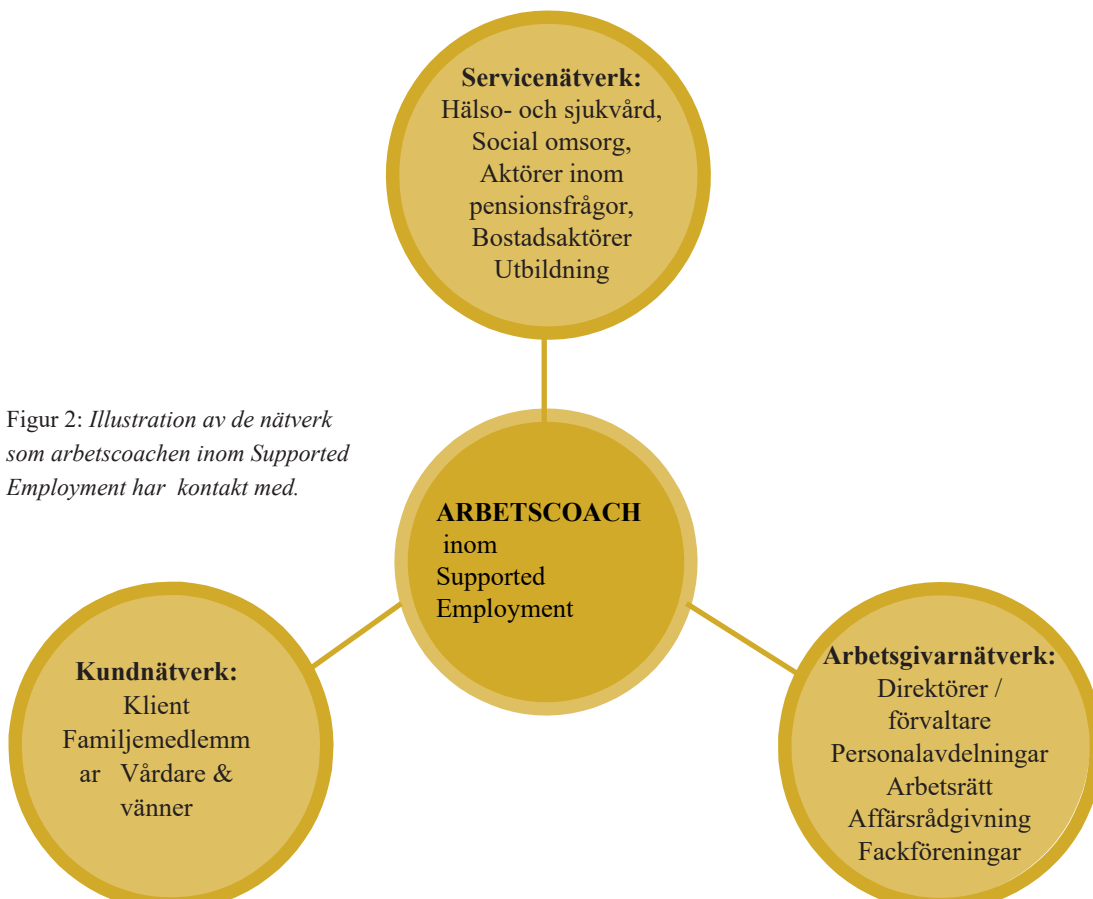 Servicenätverk:
Hälso- och sjukvård,
Social omsorg,
Aktörer inom
pensionsfrågor,
Bostadsaktörer
Utbildning
Figur 2: Illustration av de nätverk
som arbetscoachen inom Supported
Employment har kontakt med.
ARBETSCOACH
inom
Supported
Employment
Kundnätverk:
Klient
Familjemedlemm
ar Vårdare &
vänner
Arbetsgivarnätverk:
Direktörer /
förvaltare
Personalavdelningar
Arbetsrätt
Affärsrådgivning
Fackföreningar